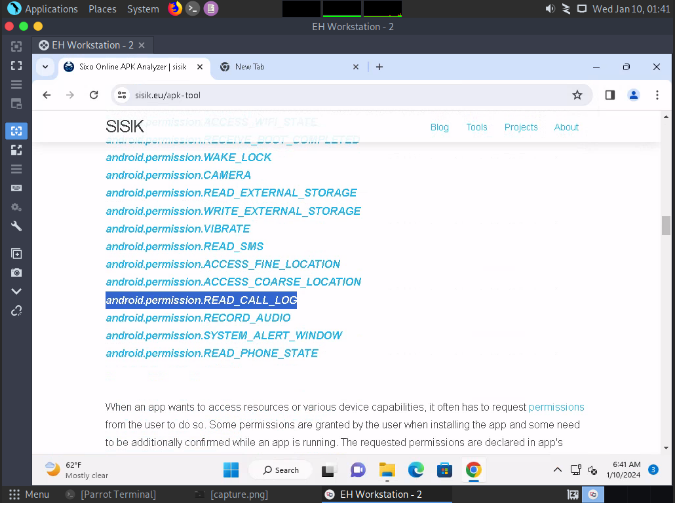 Applications Places System Wed Jan 10, 01:41
EH Workstation - 2
EH Workstation - 2 ×
Sixo Online APK Analyzer | sisik × New Tab × +
sisik.eu/apk-tool
SISIK Blog Tools Projects About
android.permission.ACCESS_WIFI_STATE
android.permission.RECEIVE_BOOT_COMPLETED
android.permission.WAKE_LOCK
android.permission.CAMERA
android.permission.READ_EXTERNAL_STORAGE
android.permission.WRITE_EXTERNAL_STORAGE
android.permission.VIBRATE
android.permission.READ_SMS
android.permission.ACCESS_FINE_LOCATION
android.permission.ACCESS_COARSE_LOCATION
android.permission.READ_CALL_LOG
android.permission.RECORD_AUDIO
android.permission.SYSTEM_ALERT_WINDOW
android.permission.READ_PHONE_STATE
When an app wants to access resources or various device capabilities, it often has to request permissions
from the user to do so. Some permissions are granted by the user when installing the app and some need
to be additionally confirmed while an app is running. The requested permissions are declared in app's
62°F
Mostly clear
Search
6:41 AM
1/10/2024
3
Menu [Parrot Terminal] [capture.png] EH Workstation - 2